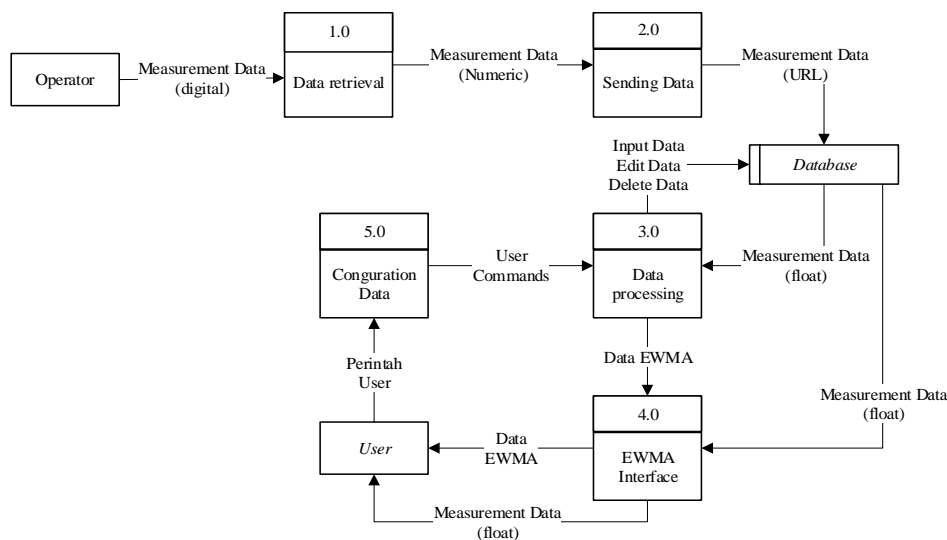 Operator
Measurement Data
(digital)
1.0
Data retrieval
Measurement Data
(Numeric)
2.0
Sending Data
Measurement Data
(URL)
Input Data
Edit Data
Delete Data
Database
5.0
Conguration
Data
User
Commands
3.0
Data
processing
Measurement Data
(float)
Perintah
User
Data EWMA
Measurement Data
(float)
4.0
EWMA
Interface
User
Data
EWMA
Measurement Data
(float)